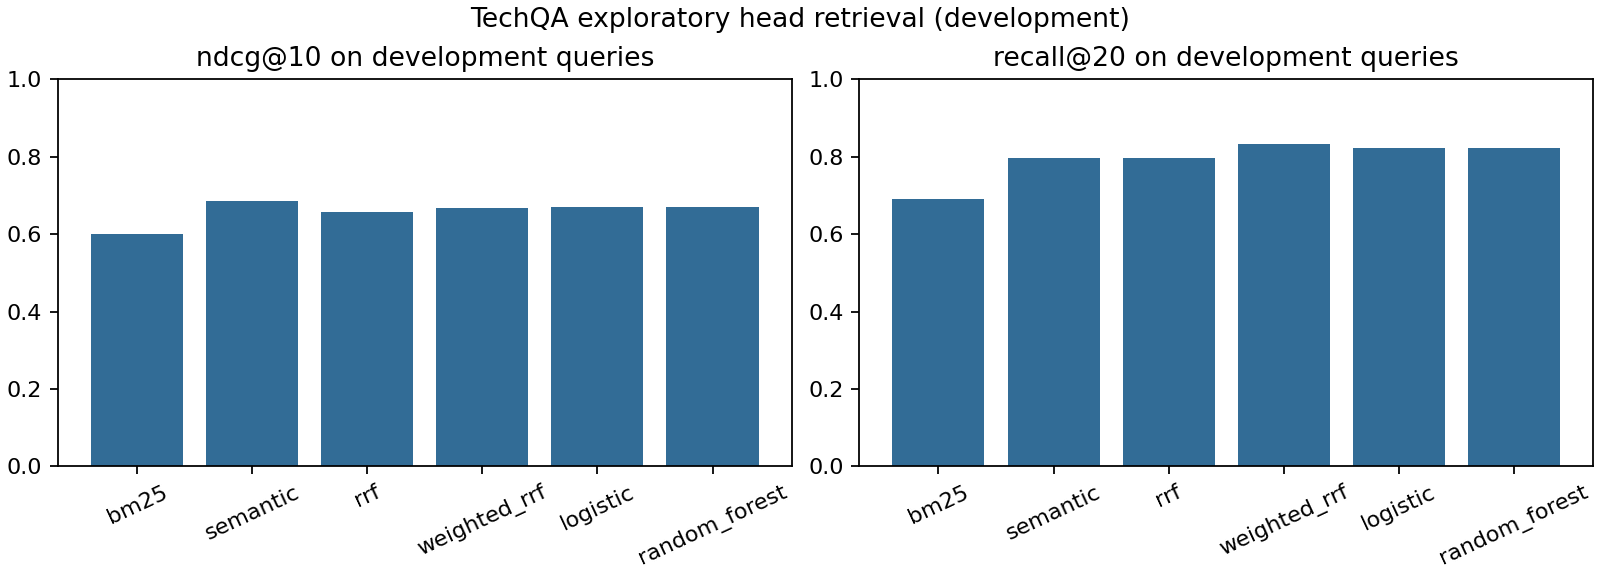 TechQA exploratory head retrieval (development)
ndcg@10 on development queries
1.0
0.8
0.6
0.4
0.2
0.0
bm25
semantic
rrf
weighted_rrf
logistic
random_forest
recall@20 on development queries
1.0
0.8
0.6
0.4
0.2
0.0
bm25
semantic
rrf
weighted_rrf
logistic
random_forest